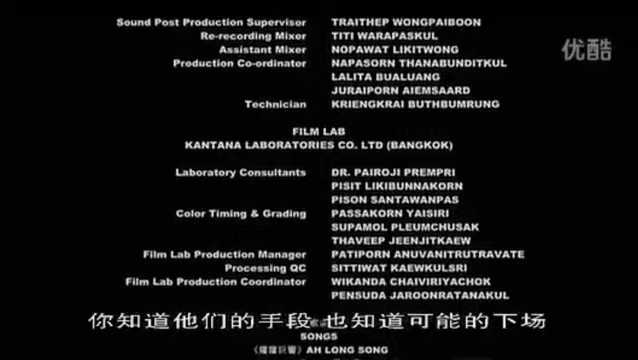 Sound Post Production Supervisor TRAITHEP WONGPAIBOON
优酷
Re-recording Mixer TITI WARAPASKUL
Assistant Mixer NOPAWAT LIKITWONG
Production Co-ordinator NAPASORN THANABUNDITKUL
LALITA BUALUANG
JURAIPORN AIEMSAARD
Technician KRIENGKRAI BUTHBUMRUNG
FILM LAB
KANTANA LABORATORIES CO. LTD (BANGKOK)
Laboratory Consultants DR. PAIROJI PREMPRI
PISIT LIKIBUNNAKORN
PISON SANTAWANPAS
Color Timing & Grading PASSAKORN YAISIRI
SUPAMOL PLEUMCHUSAK
THAVEEP JEENJITKAEW
Film Lab Production Manager PATIPORN ANUVANITRUTRAVATE
Processing QC SITTIWAT KAEWKULSRI
Film Lab Production Coordinator WIKANDA CHAIVIRIYACHOK
PENSUDA JAROONRATANAKUL
你知道他们的手段 也知道可能的下场
SONGS
AH LONG SONG